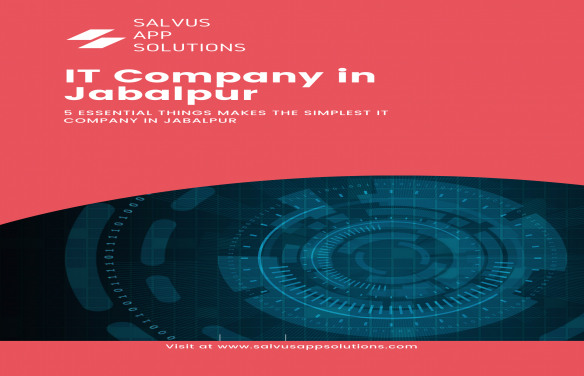 SALVUS
APP
SOLUTIONS
IT Company in
Jabalpur
5 ESSENTIAL THINGS MAKES THE SIMPLEST IT
COMPANY IN JABALPUR
Visit at www.salvusappsolutions.com